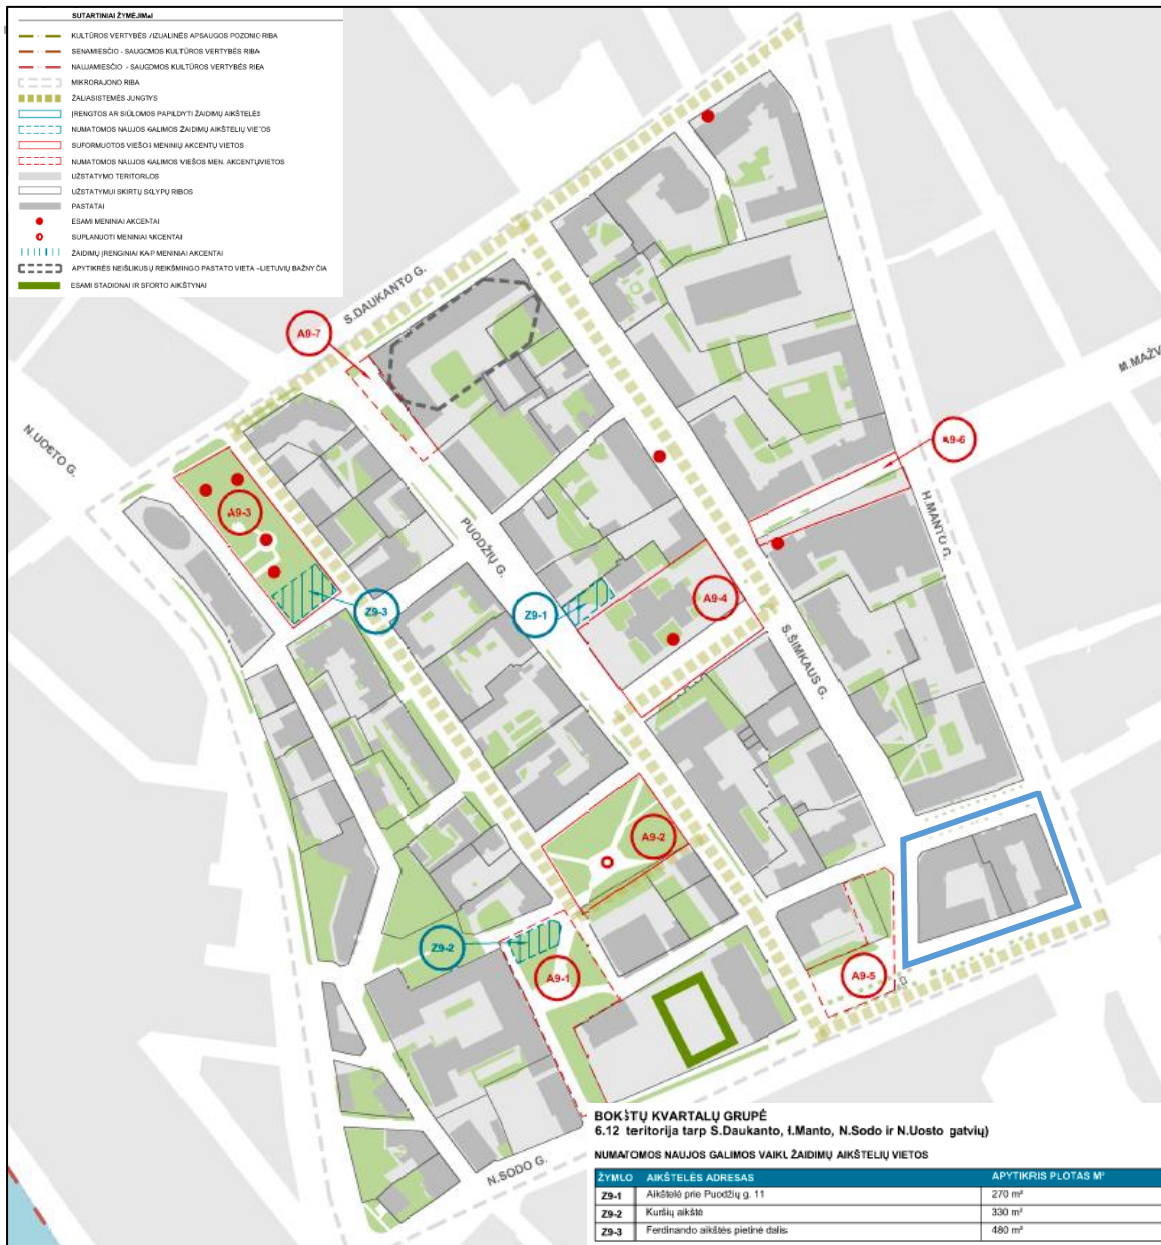 SUTARTINIAI ŽYMĖJIMAI
KULTŪROS VERTYBĖS VIZUALINĖS APSAUGOS POZONIO RIBA
SENAMIESČIO - SAUGOMOS KULTŪROS VERTYBĖS RIBA
NAUJAMIESČIO - SAUGOMOS KULTŪROS VERTYBĖS RIBA
MIKRORAJONO RIBA
ŽALIASISTEMĖS JUNGTYS
ĮRENGTOS AR SIŪLOMOS PAPILDYTI ŽAIDIMŲ AIKŠTELĖS
NUMATOMOS NAUJOS GALIMOS ŽAIDIMŲ AIKŠTELIŲ VIETOS
SUFORMUOTOS VIEŠOS MENINIŲ AKCENTŲ VIETOS
NUMATOMOS NAUJOS GALIMOS VIEŠOS MEN. AKCENTŲ VIETOS
UŽSTATYMO TERITORIJOS
UŽSTATYMUI SKIRTŲ SKLYPŲ RIBOS
PASTATAI
ESAMI MENINIAI AKCENTAI
SUPLANUOTI MENINIAI AKCENTAI
ŽAIDIMŲ ĮRENGINIAI KAIP MENINIAI AKCENTAI
APYTIKRĖS NEIŠLIKUSIŲ REIKŠMINGO PASTATO VIETA - LIETUVIŲ BAŽNYČIA
ESAMI STADIONAI IR SPORTO AIKŠTYNAI
S.DAUKANTO G.
A9-7
M.MAŽV
N.UOSTO G.
A9-6
A9-3
PUODŽIŲ G.
H.MANTO G.
Z9-3
Z9-1
A9-4
S.ŠIMKAUS G.
A9-2
Z9-2
A9-1
A9-5
N.SODO G.
BOKŠTŲ KVARTALŲ GRUPĖ
6.12 teritorija tarp S.Daukanto, H.Manto, N.Sodo ir N.Uosto gatvių)
NUMATOMOS NAUJOS GALIMOS VAIKŲ ŽAIDIMŲ AIKŠTELIŲ VIETOS
ŽYMUO AIKŠTELĖS ADRESAS APYTIKRIS PLOTAS M²
Z9-1 Aikštelė prie Puodžių g. 11 270 m²
Z9-2 Kuršių aikštė 330 m²
Z9-3 Ferdinando aikštės pietinė dalis 480 m²